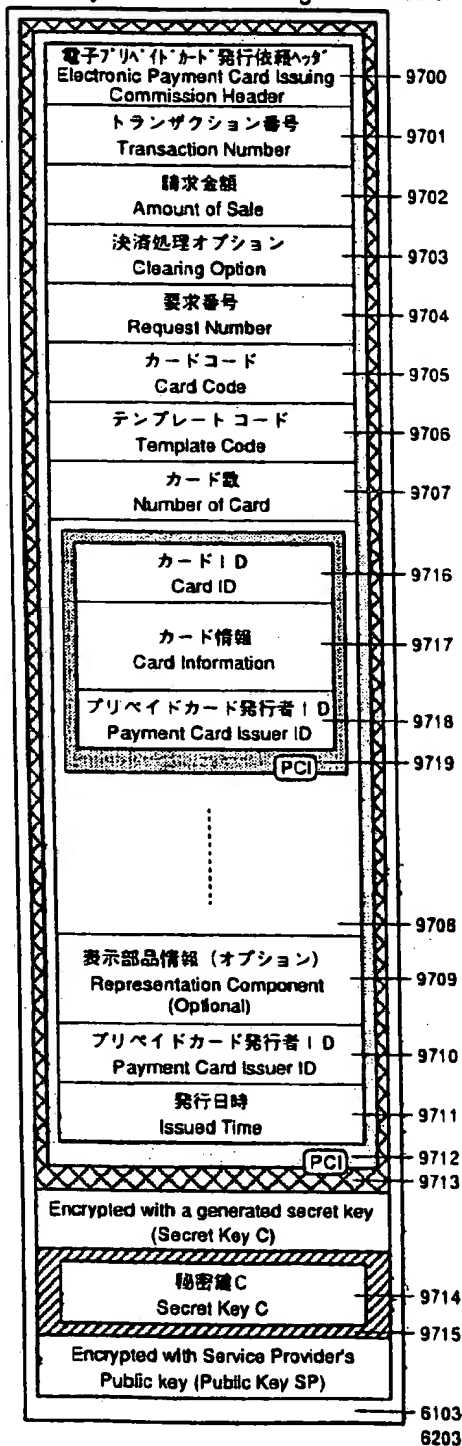 電子プリペイドカード発行依頼ヘッダ 9700
Electronic Payment Card Issuing
Commission Header
トランザクション番号 9701
Transaction Number
請求金額 9702
Amount of Sale
決済処理オプション 9703
Clearing Option
要求番号 9704
Request Number
カードコード 9705
Card Code
テンプレートコード 9706
Template Code
カード数 9707
Number of Card
カードID 9716
Card ID
カード情報 9717
Card Information
プリペイドカード発行者ID 9718
Payment Card Issuer ID
PCI 9719
9708
表示部品情報(オプション) 9709
Representation Component
(Optional)
プリペイドカード発行者ID 9710
Payment Card Issuer ID
発行日時 9711
Issued Time
PCI 9712
9713
Encrypted with a generated secret key
(Secret Key C)
秘密鍵C 9714
Secret Key C
9715
Encrypted with Service Provider's
Public key (Public Key SP)
6103
6203